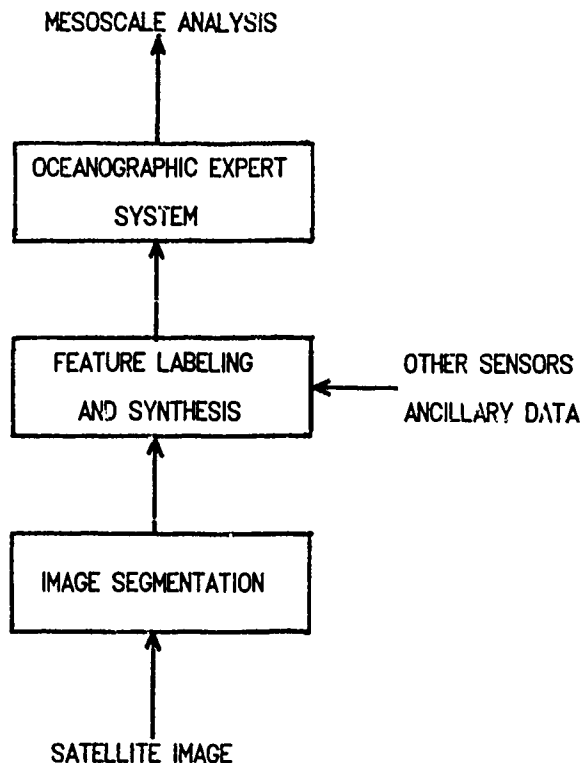 MESOSCALE ANALYSIS
OCEANOGRAPHIC EXPERT
SYSTEM
FEATURE LABELING
AND SYNTHESIS
OTHER SENSORS
ANCILLARY DATA
IMAGE SEGMENTATION
SATELLITE IMAGE